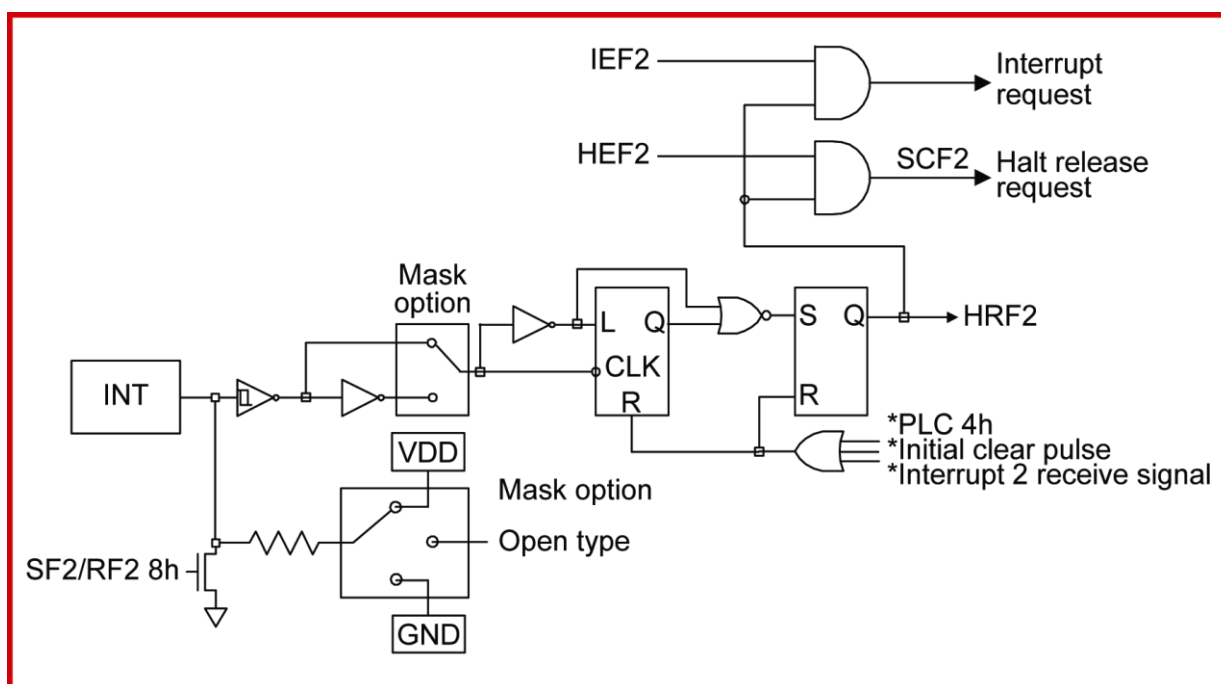 IEF2
Interrupt
request
HEF2
SCF2
Halt release
request
Mask
option
L
Q
CLK
R
S
Q
R
HRF2
INT
*PLC 4h
*Initial clear pulse
*Interrupt 2 receive signal
VDD
Mask option
Open type
SF2/RF2 8h
GND